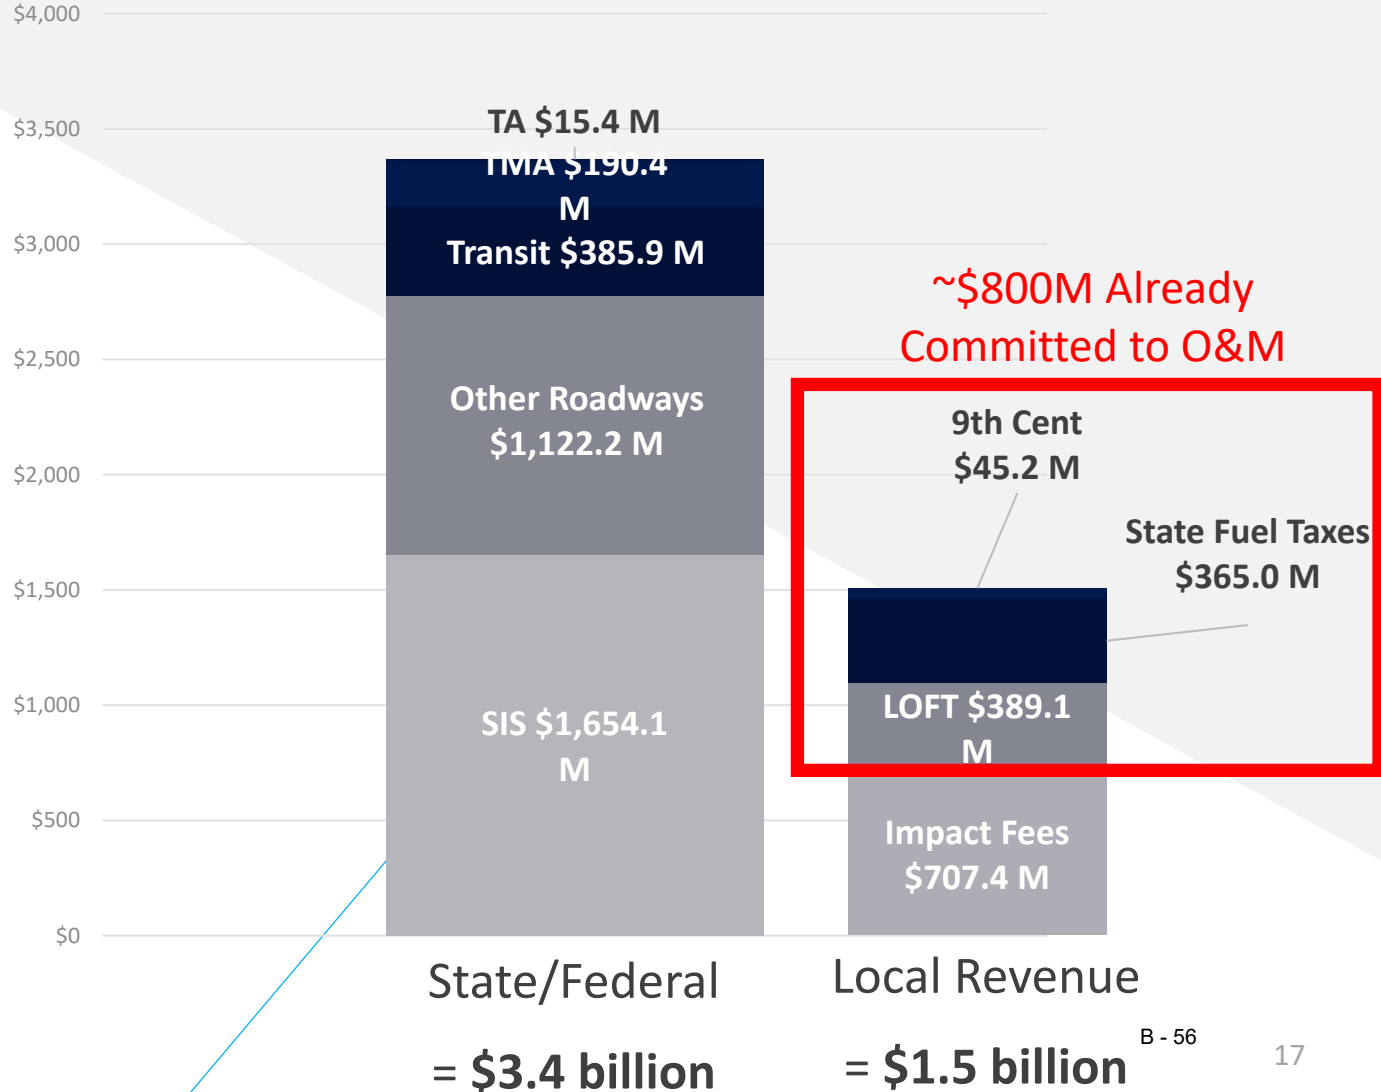 $4,000
$3,500
$3,000
$2,500
$2,000
$1,500
$1,000
$500
$0
TA $15.4 M
TMA $190.4
M
Transit $385.9 M
Other Roadways
$1,122.2 M
SIS $1,654.1
M
~$800M Already
Committed to O&M
9th Cent
$45.2 M
State Fuel Taxes
$365.0 M
LOFT $389.1
M
Impact Fees
$707.4 M
State/Federal
= $3.4 billion
Local Revenue
= $1.5 billion
B - 56
17